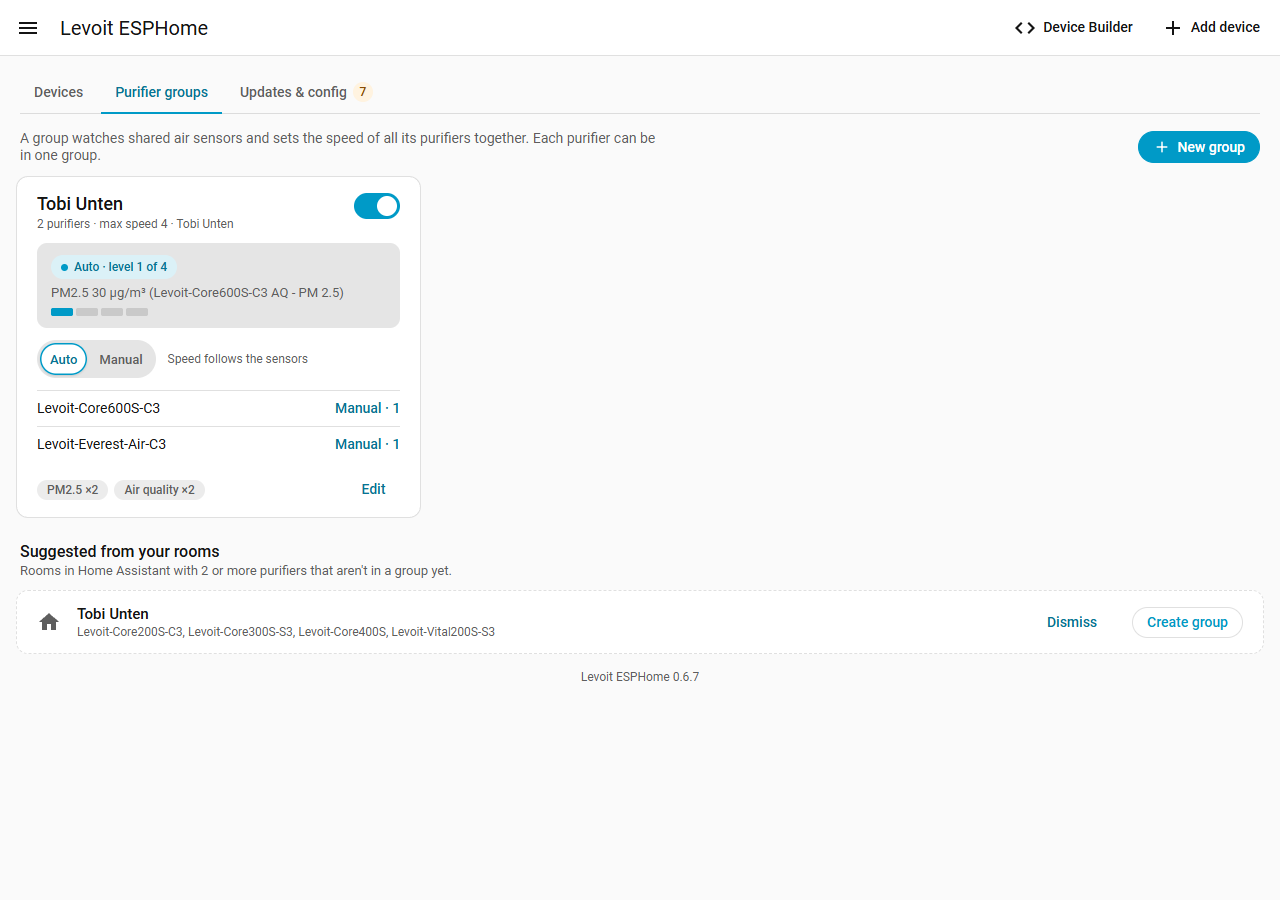 Levoit ESPHome
Device Builder
Add device
Devices
Purifier groups
Updates & config 7
A group watches shared air sensors and sets the speed of all its purifiers together. Each purifier can be
in one group.
New group
Tobi Unten
2 purifiers · max speed 4 · Tobi Unten
Auto · level 1 of 4
PM2.5 30 µg/m³ (Levoit-Core600S-C3 AQ - PM 2.5)
Auto
Manual
Speed follows the sensors
Levoit-Core600S-C3
Manual · 1
Levoit-Everest-Air-C3
Manual · 1
PM2.5 ×2
Air quality ×2
Edit
Suggested from your rooms
Rooms in Home Assistant with 2 or more purifiers that aren't in a group yet.
Tobi Unten
Levoit-Core200S-C3, Levoit-Core300S-S3, Levoit-Core400S, Levoit-Vital200S-S3
Dismiss
Create group
Levoit ESPHome 0.6.7